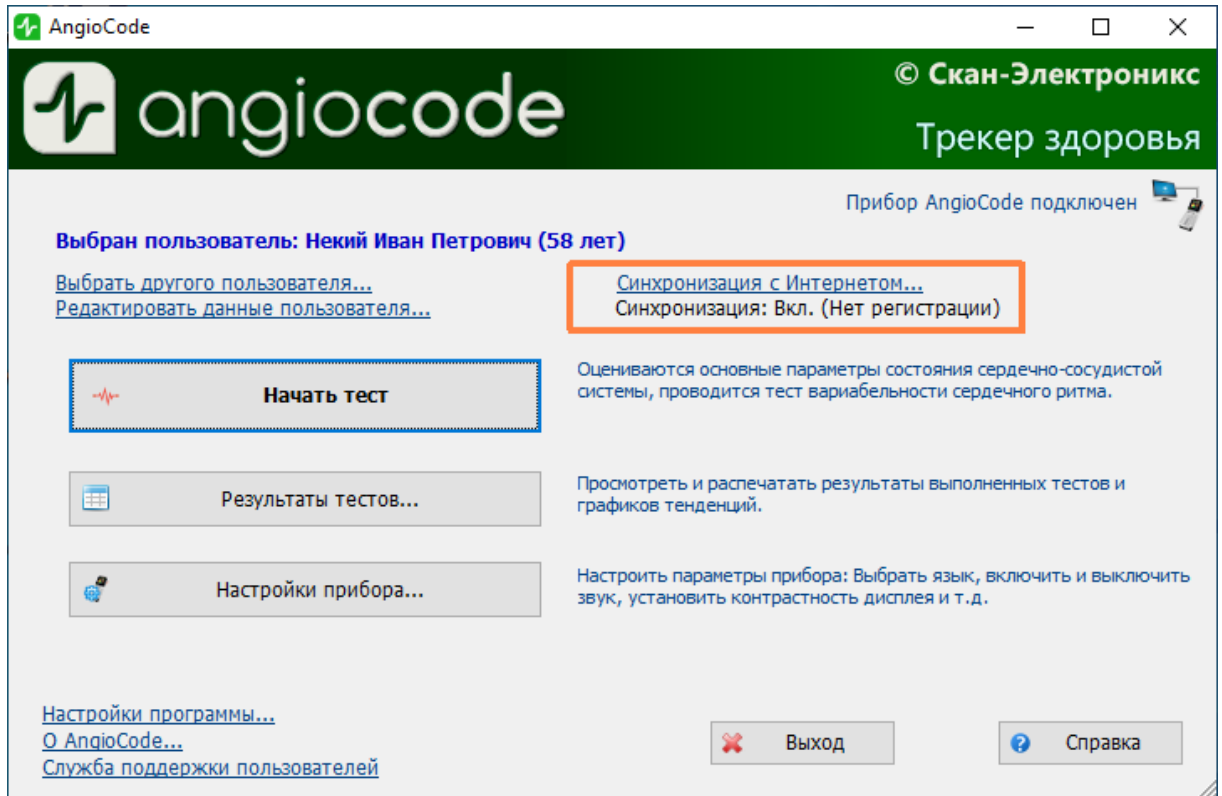 AngioCode
angiocode
© Скан-Электроникс
Трекер здоровья
Прибор AngioCode подключен
Выбран пользователь: Некий Иван Петрович (58 лет)
Выбрать другого пользователя...
Редактировать данные пользователя...
Синхронизация с Интернетом...
Синхронизация: Вкл. (Нет регистрации)
Начать тест
Оцениваются основные параметры состояния сердечно-сосудистой
системы, проводится тест вариабельности сердечного ритма.
Результаты тестов...
Просмотреть и распечатать результаты выполненных тестов и
графиков тенденций.
Настройки прибора...
Настроить параметры прибора: Выбрать язык, включить и выключить
звук, установить контрастность дисплея и т.д.
Настройки программы...
О AngioCode...
Служба поддержки пользователей
Выход
Справка